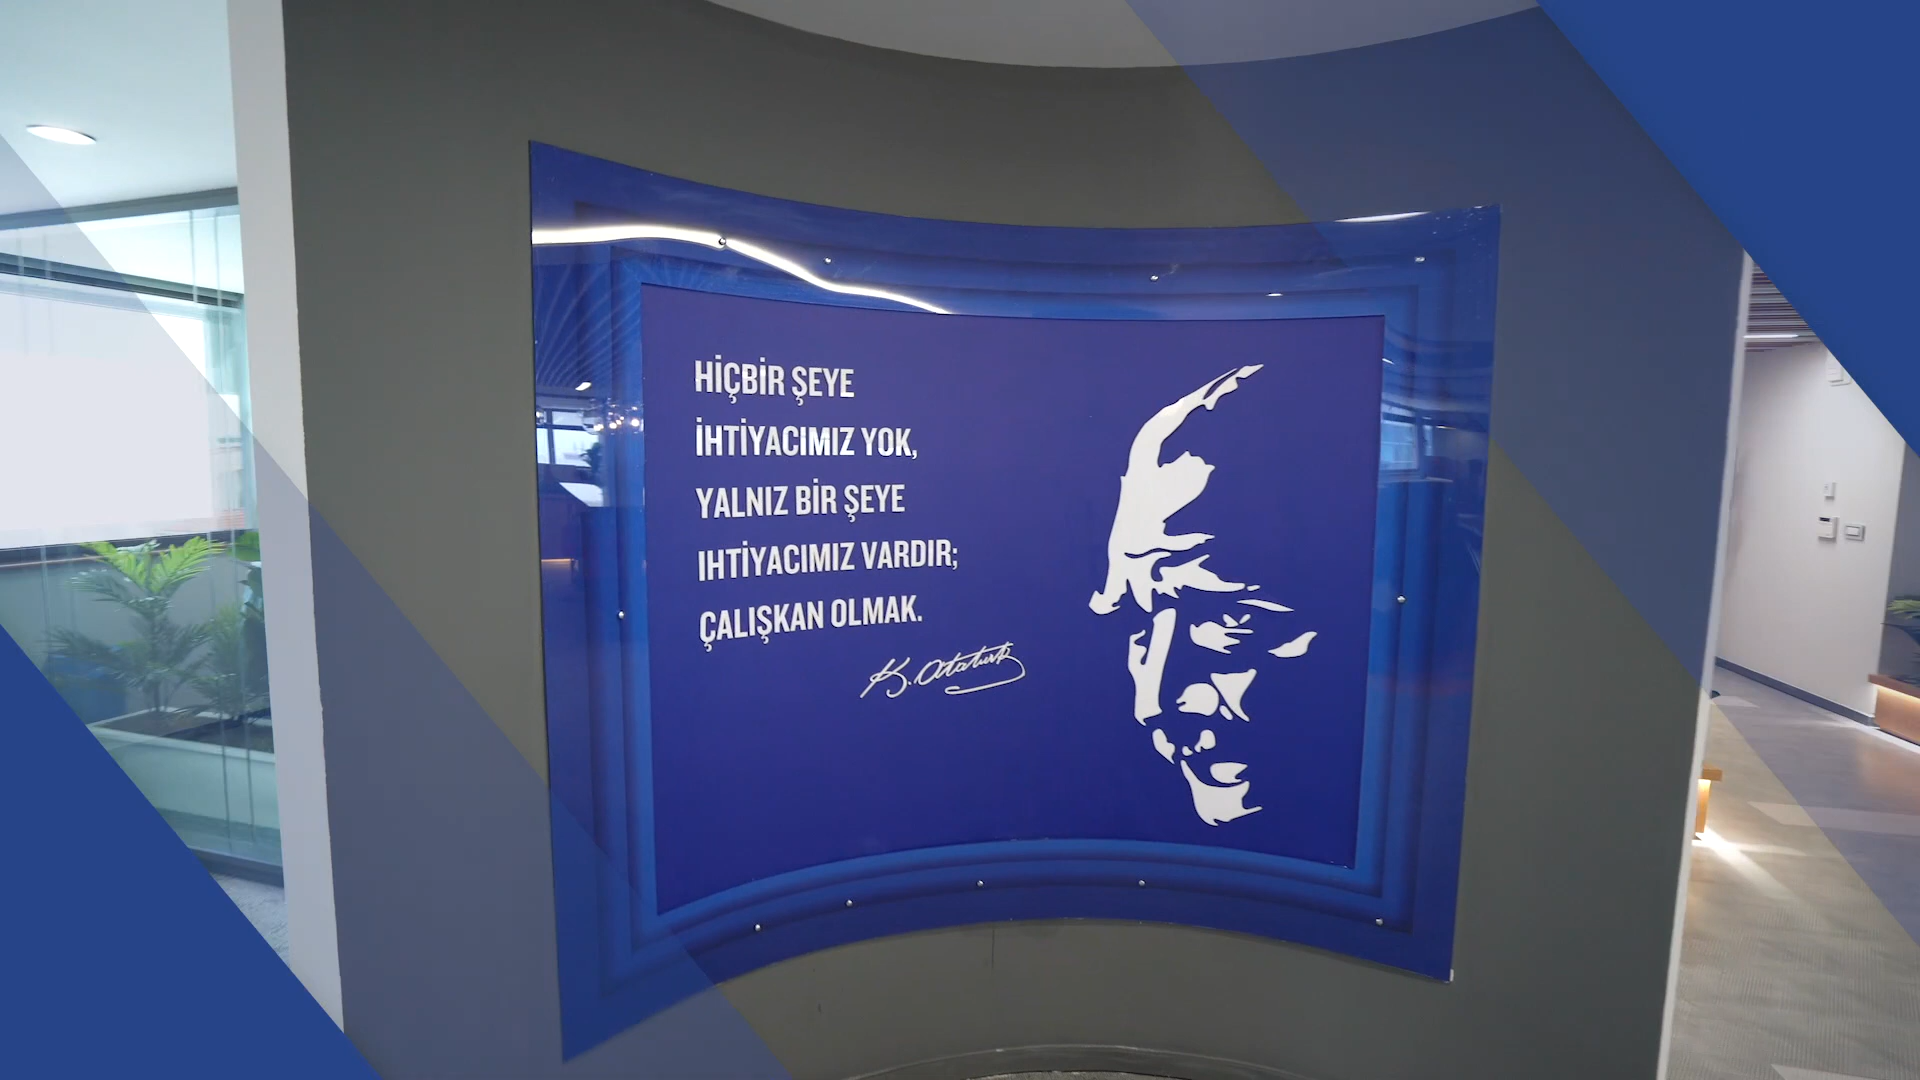 HİÇBİR ŞEYE
İHTİYACIMIZ YOK,
YALNIZ BİR ŞEYE
IHTİYACIMIZ VARDIR;
ÇALIŞKAN OLMAK.
K. Atatürk